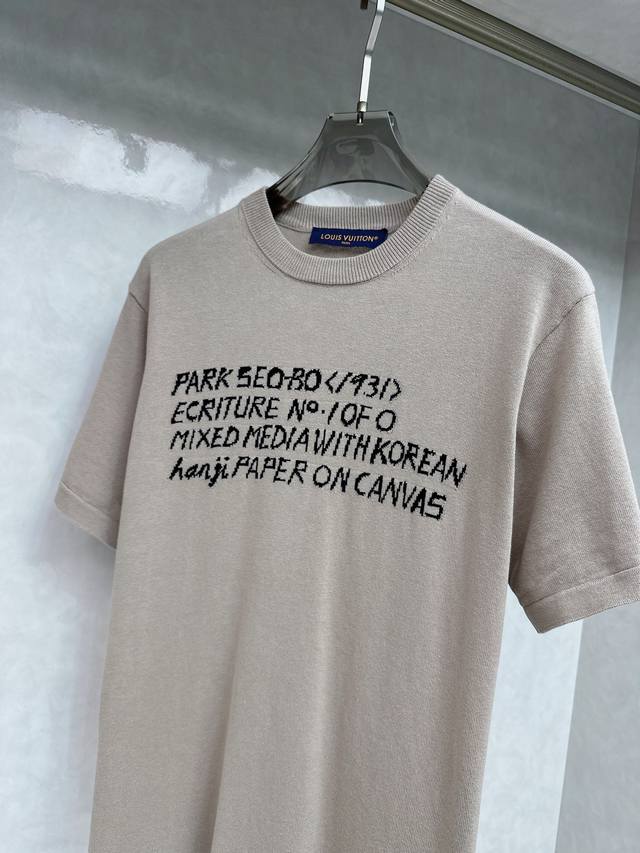 LOUIS VUITTON®
PARIS
PARK SEO-BO </1931>
ECRITURE Nº.1 OF 0
MIXED MEDIA WITH KOREAN
hanji PAPER ON CANVAS